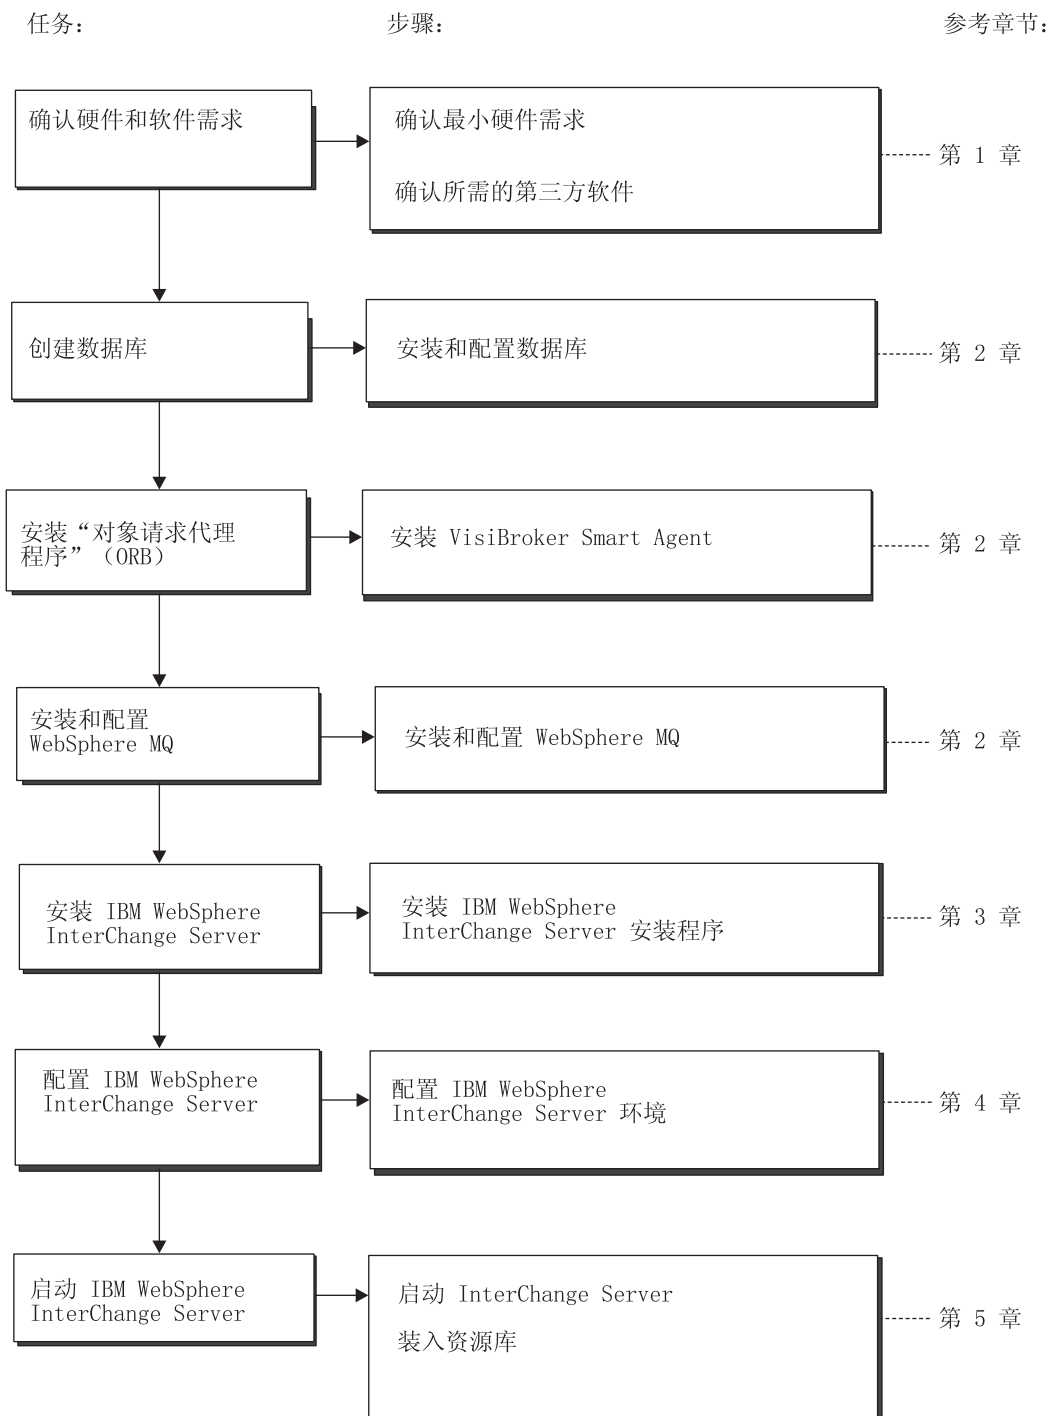 任务：
步骤：
参考章节：
确认硬件和软件需求
确认最小硬件需求
确认所需的第三方软件
第 1 章
创建数据库
安装和配置数据库
第 2 章
安装“对象请求代理
程序”（ORB）
安装 VisiBroker Smart Agent
第 2 章
安装和配置
WebSphere MQ
安装和配置 WebSphere MQ
第 2 章
安装 IBM WebSphere
InterChange Server
安装 IBM WebSphere
InterChange Server 安装程序
第 3 章
配置 IBM WebSphere
InterChange Server
配置 IBM WebSphere
InterChange Server 环境
第 4 章
启动 IBM WebSphere
InterChange Server
启动 InterChange Server
装入资源库
第 5 章